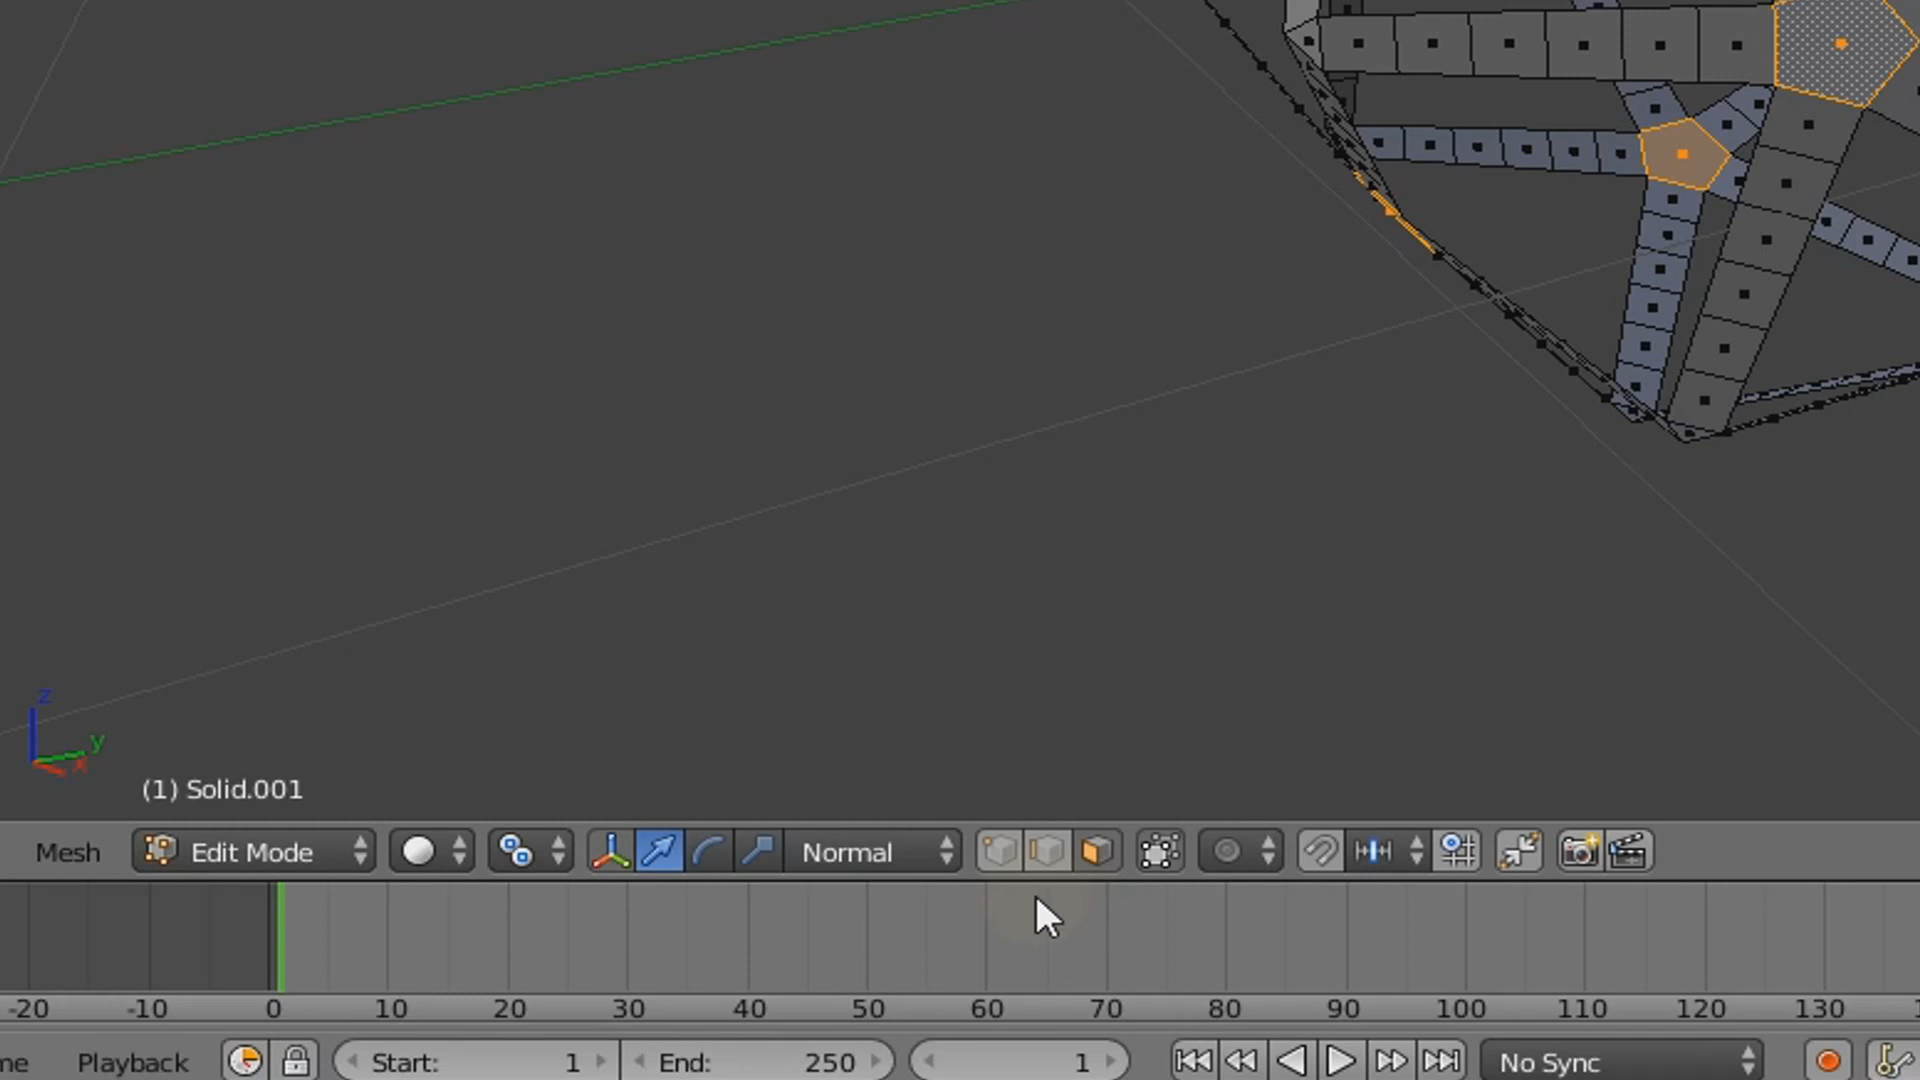 z
y
x
(1) Solid.001
Mesh Edit Mode Normal
-20 -10 0 10 20 30 40 50 60 70 80 90 100 110 120 130
me Playback Start: 1 End: 250 1 No Sync